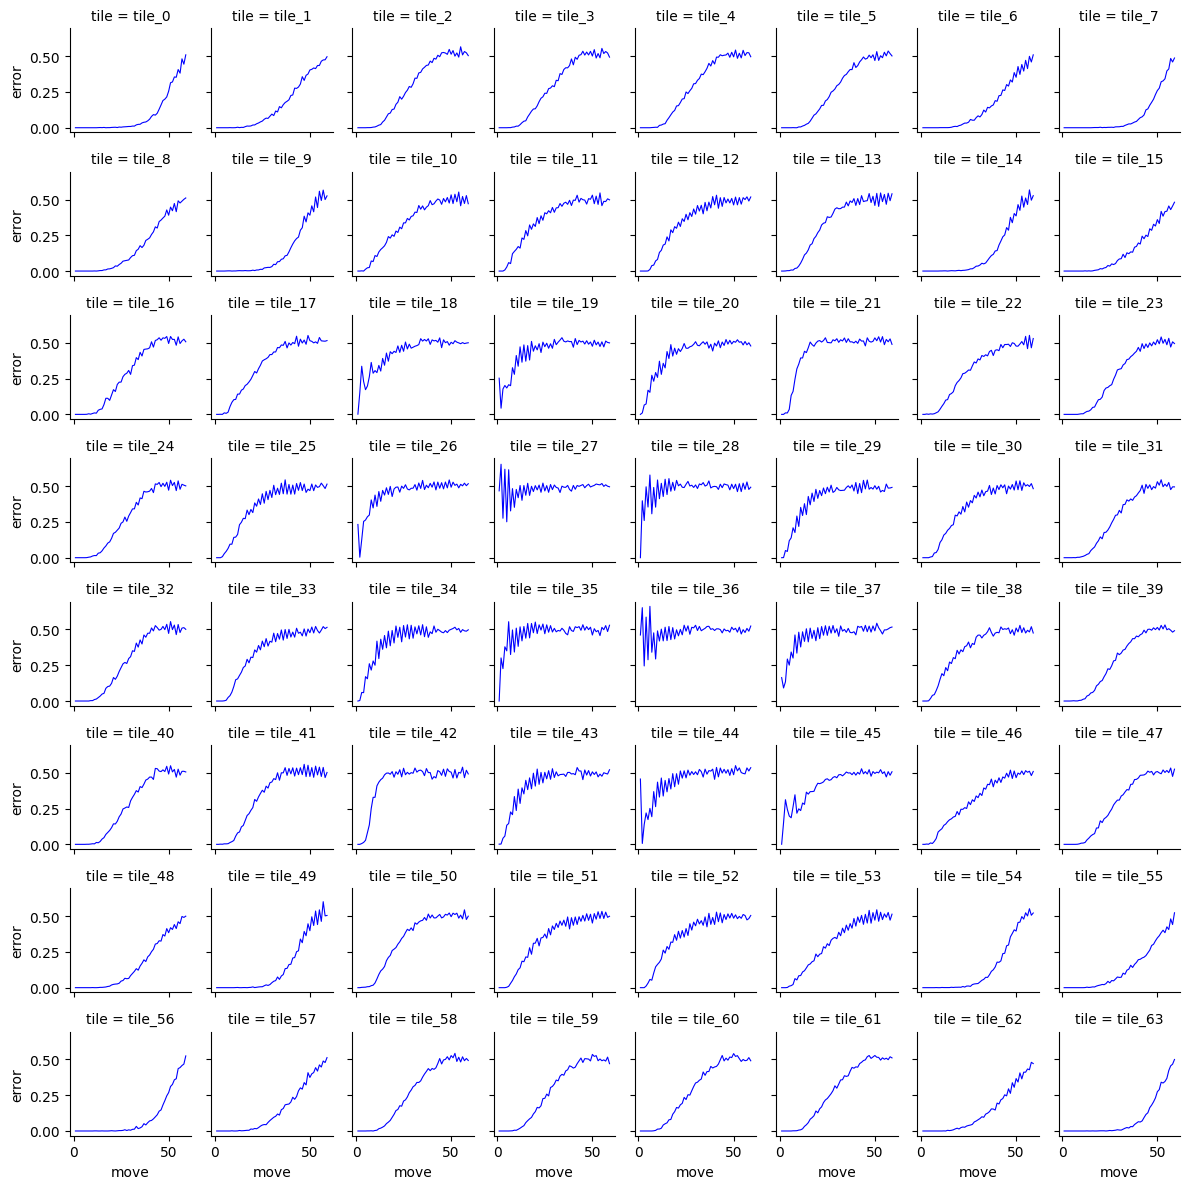 tile = tile_0 tile = tile_1 tile = tile_2 tile = tile_3 tile = tile_4 tile = tile_5 tile = tile_6 tile = tile_7
0.50
0.25
0.00
error
tile = tile_8 tile = tile_9 tile = tile_10 tile = tile_11 tile = tile_12 tile = tile_13 tile = tile_14 tile = tile_15
0.50
0.25
0.00
error
tile = tile_16 tile = tile_17 tile = tile_18 tile = tile_19 tile = tile_20 tile = tile_21 tile = tile_22 tile = tile_23
0.50
0.25
0.00
error
tile = tile_24 tile = tile_25 tile = tile_26 tile = tile_27 tile = tile_28 tile = tile_29 tile = tile_30 tile = tile_31
0.50
0.25
0.00
error
tile = tile_32 tile = tile_33 tile = tile_34 tile = tile_35 tile = tile_36 tile = tile_37 tile = tile_38 tile = tile_39
0.50
0.25
0.00
error
tile = tile_40 tile = tile_41 tile = tile_42 tile = tile_43 tile = tile_44 tile = tile_45 tile = tile_46 tile = tile_47
0.50
0.25
0.00
error
tile = tile_48 tile = tile_49 tile = tile_50 tile = tile_51 tile = tile_52 tile = tile_53 tile = tile_54 tile = tile_55
0.50
0.25
0.00
error
tile = tile_56 tile = tile_57 tile = tile_58 tile = tile_59 tile = tile_60 tile = tile_61 tile = tile_62 tile = tile_63
0.50
0.25
0.00
error
0 50 0 50 0 50 0 50 0 50 0 50 0 50 0 50
move move move move move move move move